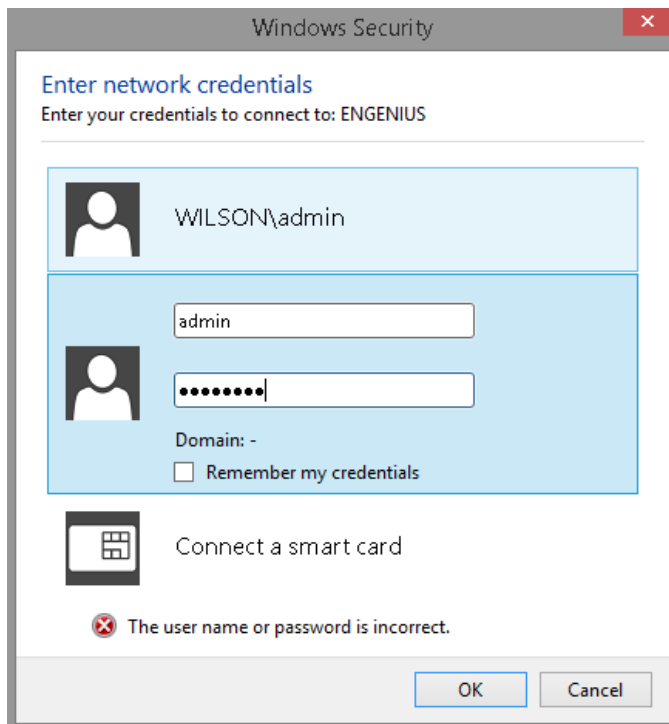 Windows Security
Enter network credentials
Enter your credentials to connect to: ENGENIUS
WILSON\admin
admin
●●●●●●●●
Domain: -
Remember my credentials
Connect a smart card
The user name or password is incorrect.
OK
Cancel